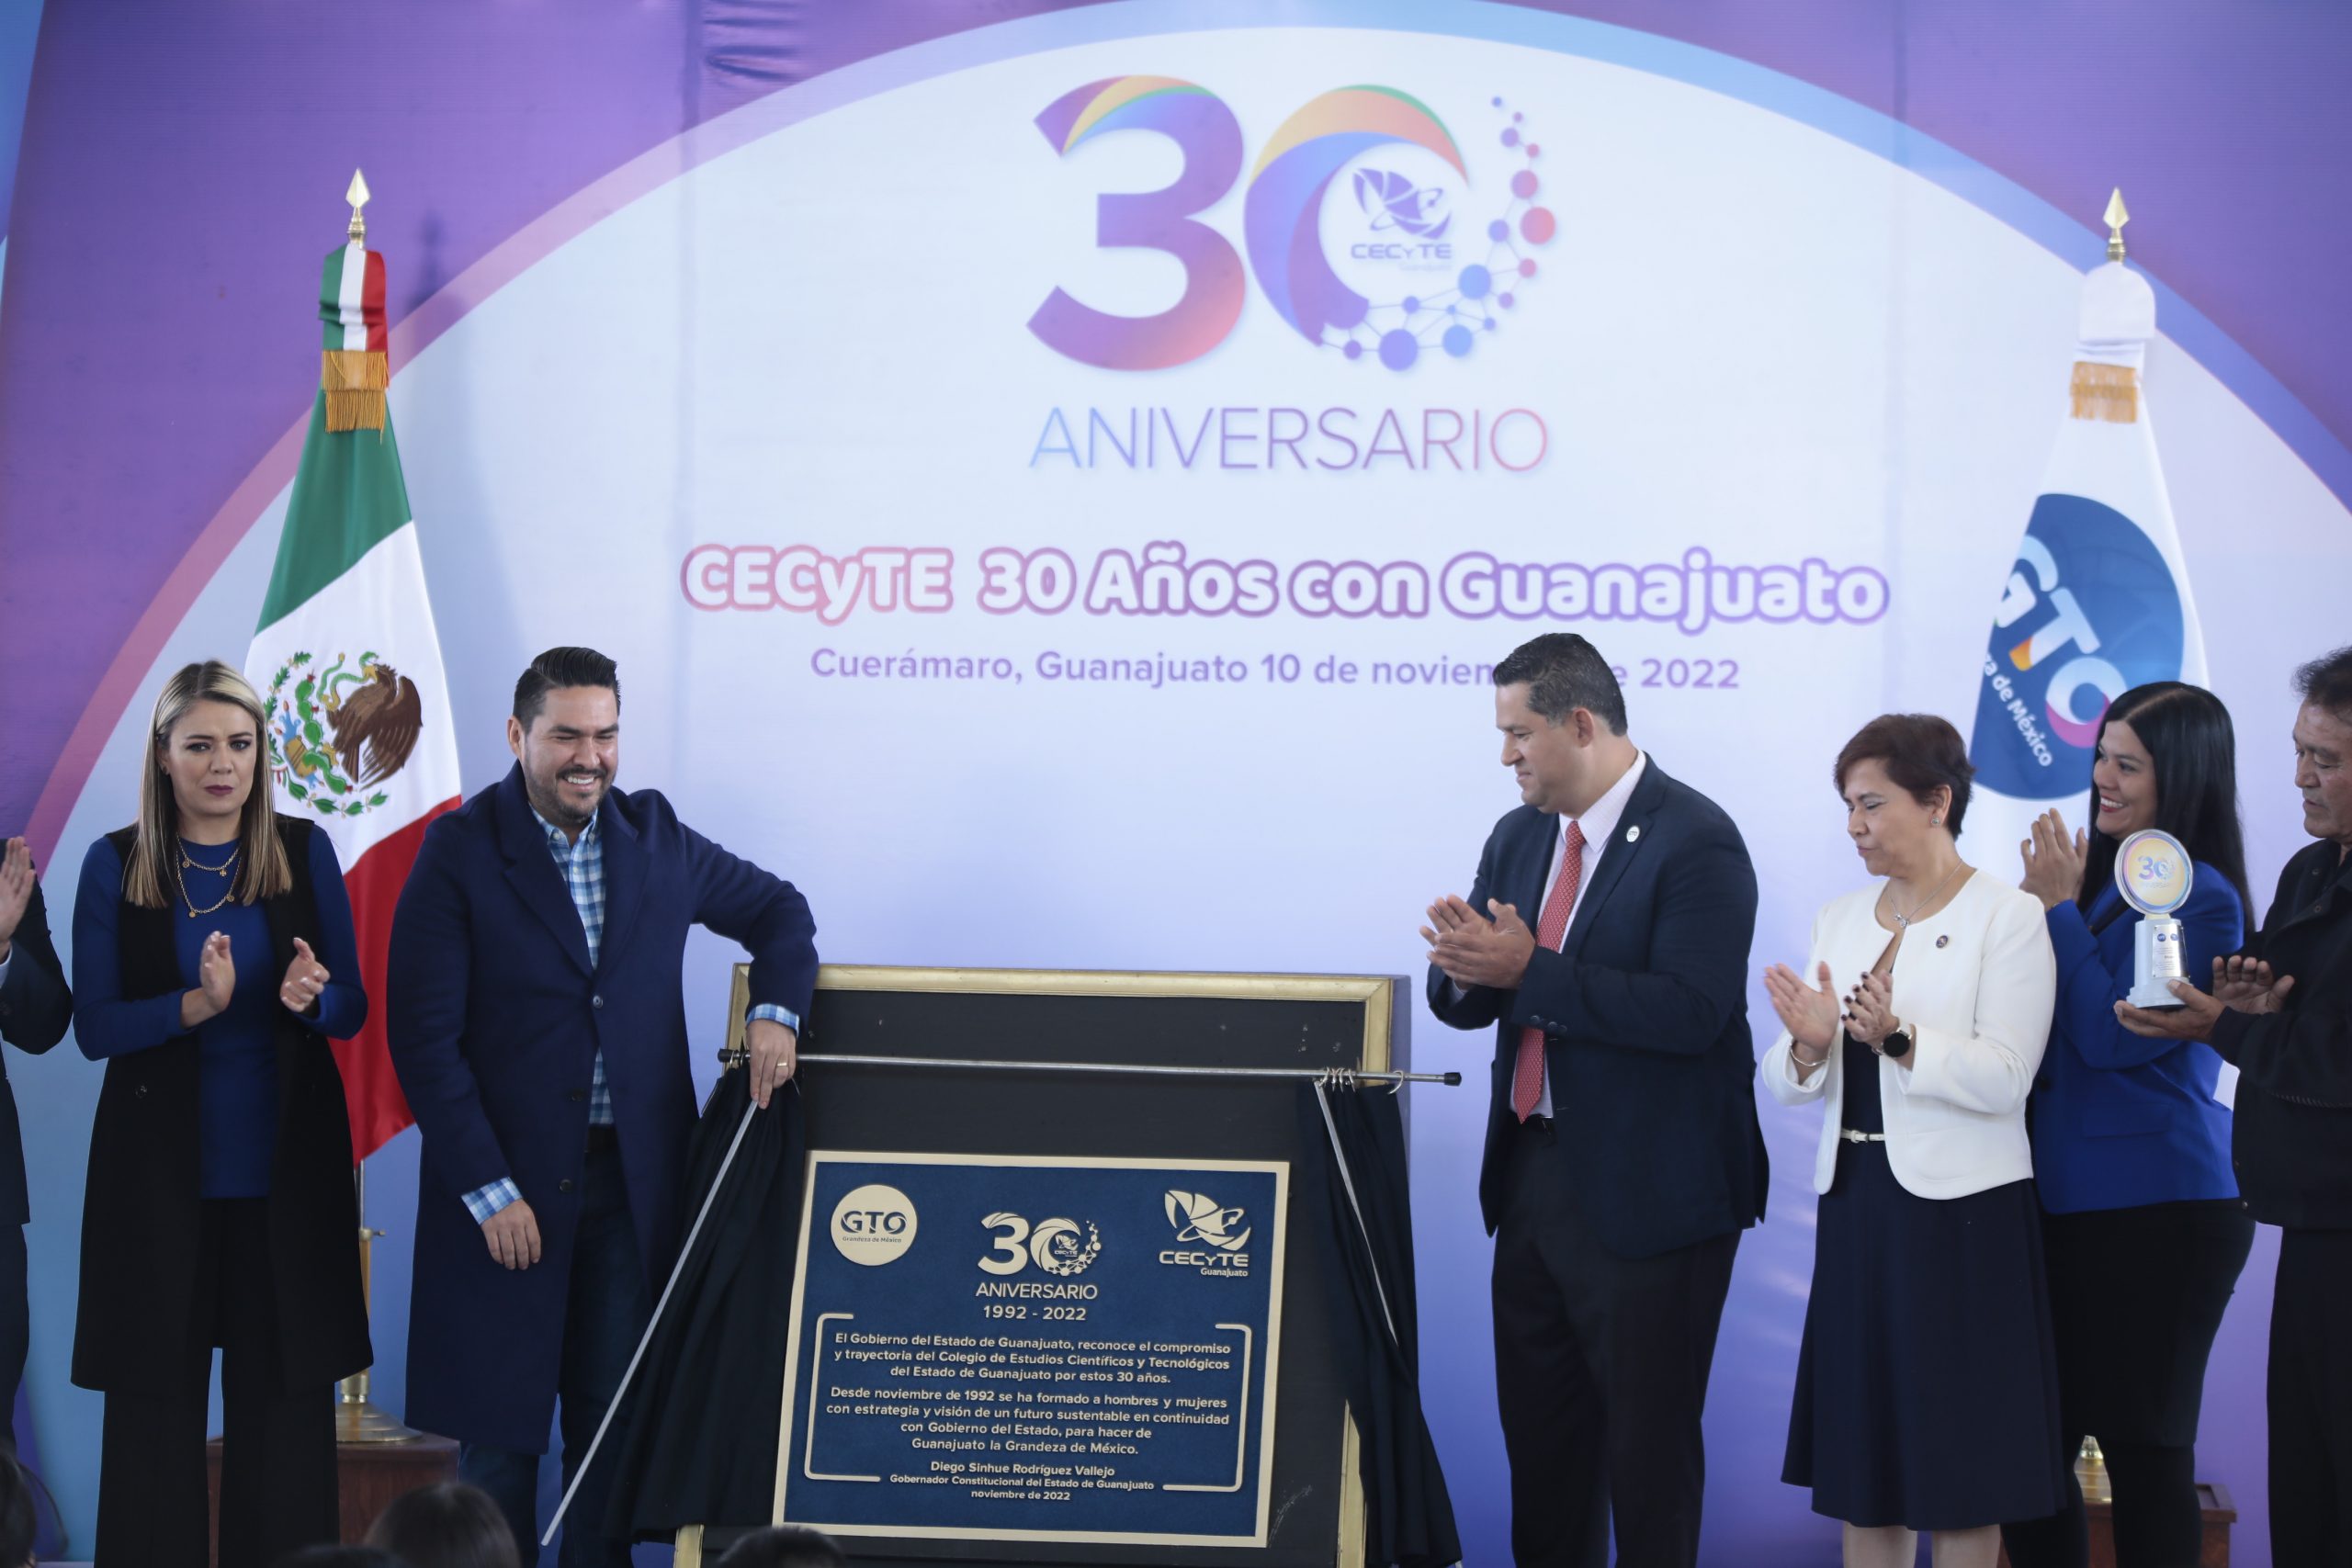 30
CECyTE
ANIVERSARIO
CECyTE 30 Años con Guanajuato
Cuerámaro, Guanajuato 10 de noviem e 2022
GTO
a de México
30
GTO
Grandeza de México
30
CECyTE
ANIVERSARIO
1992 - 2022
CECyTE
Guanajuato
El Gobierno del Estado de Guanajuato, reconoce el compromiso
y trayectoria del Colegio de Estudios Científicos y Tecnológicos
del Estado de Guanajuato por estos 30 años.
Desde noviembre de 1992 se ha formado a hombres y mujeres
con estrategia y visión de un futuro sustentable en continuidad
con Gobierno del Estado, para hacer de
Guanajuato la Grandeza de México.
Diego Sinhue Rodríguez Vallejo
Gobernador Constitucional del Estado de Guanajuato
noviembre de 2022